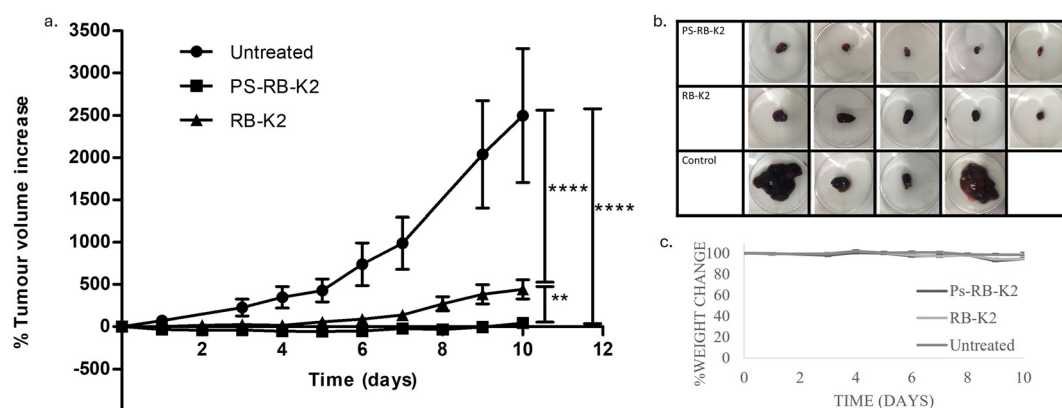 a.
% Tumour volume increase
3500
3000
2500
2000
1500
1000
500
0
-500
2 4 6 8 10 12
Time (days)
Untreated
PS-RB-K2
RB-K2
****
****
**
b.
PS-RB-K2
RB-K2
Control
c.
%WEIGHT CHANGE
100
80
60
40
20
0
0 2 4 6 8 10
TIME (DAYS)
Ps-RB-K2
RB-K2
Untreated